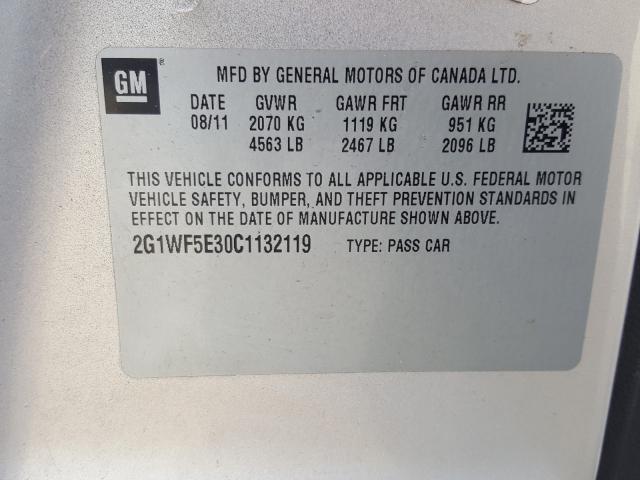 GM ®
MFD BY GENERAL MOTORS OF CANADA LTD.
DATE GVWR GAWR FRT GAWR RR
08/11 2070 KG 1119 KG 951 KG
4563 LB 2467 LB 2096 LB
THIS VEHICLE CONFORMS TO ALL APPLICABLE U.S. FEDERAL MOTOR
VEHICLE SAFETY, BUMPER, AND THEFT PREVENTION STANDARDS IN
EFFECT ON THE DATE OF MANUFACTURE SHOWN ABOVE.
2G1WF5E30C1132119 TYPE: PASS CAR